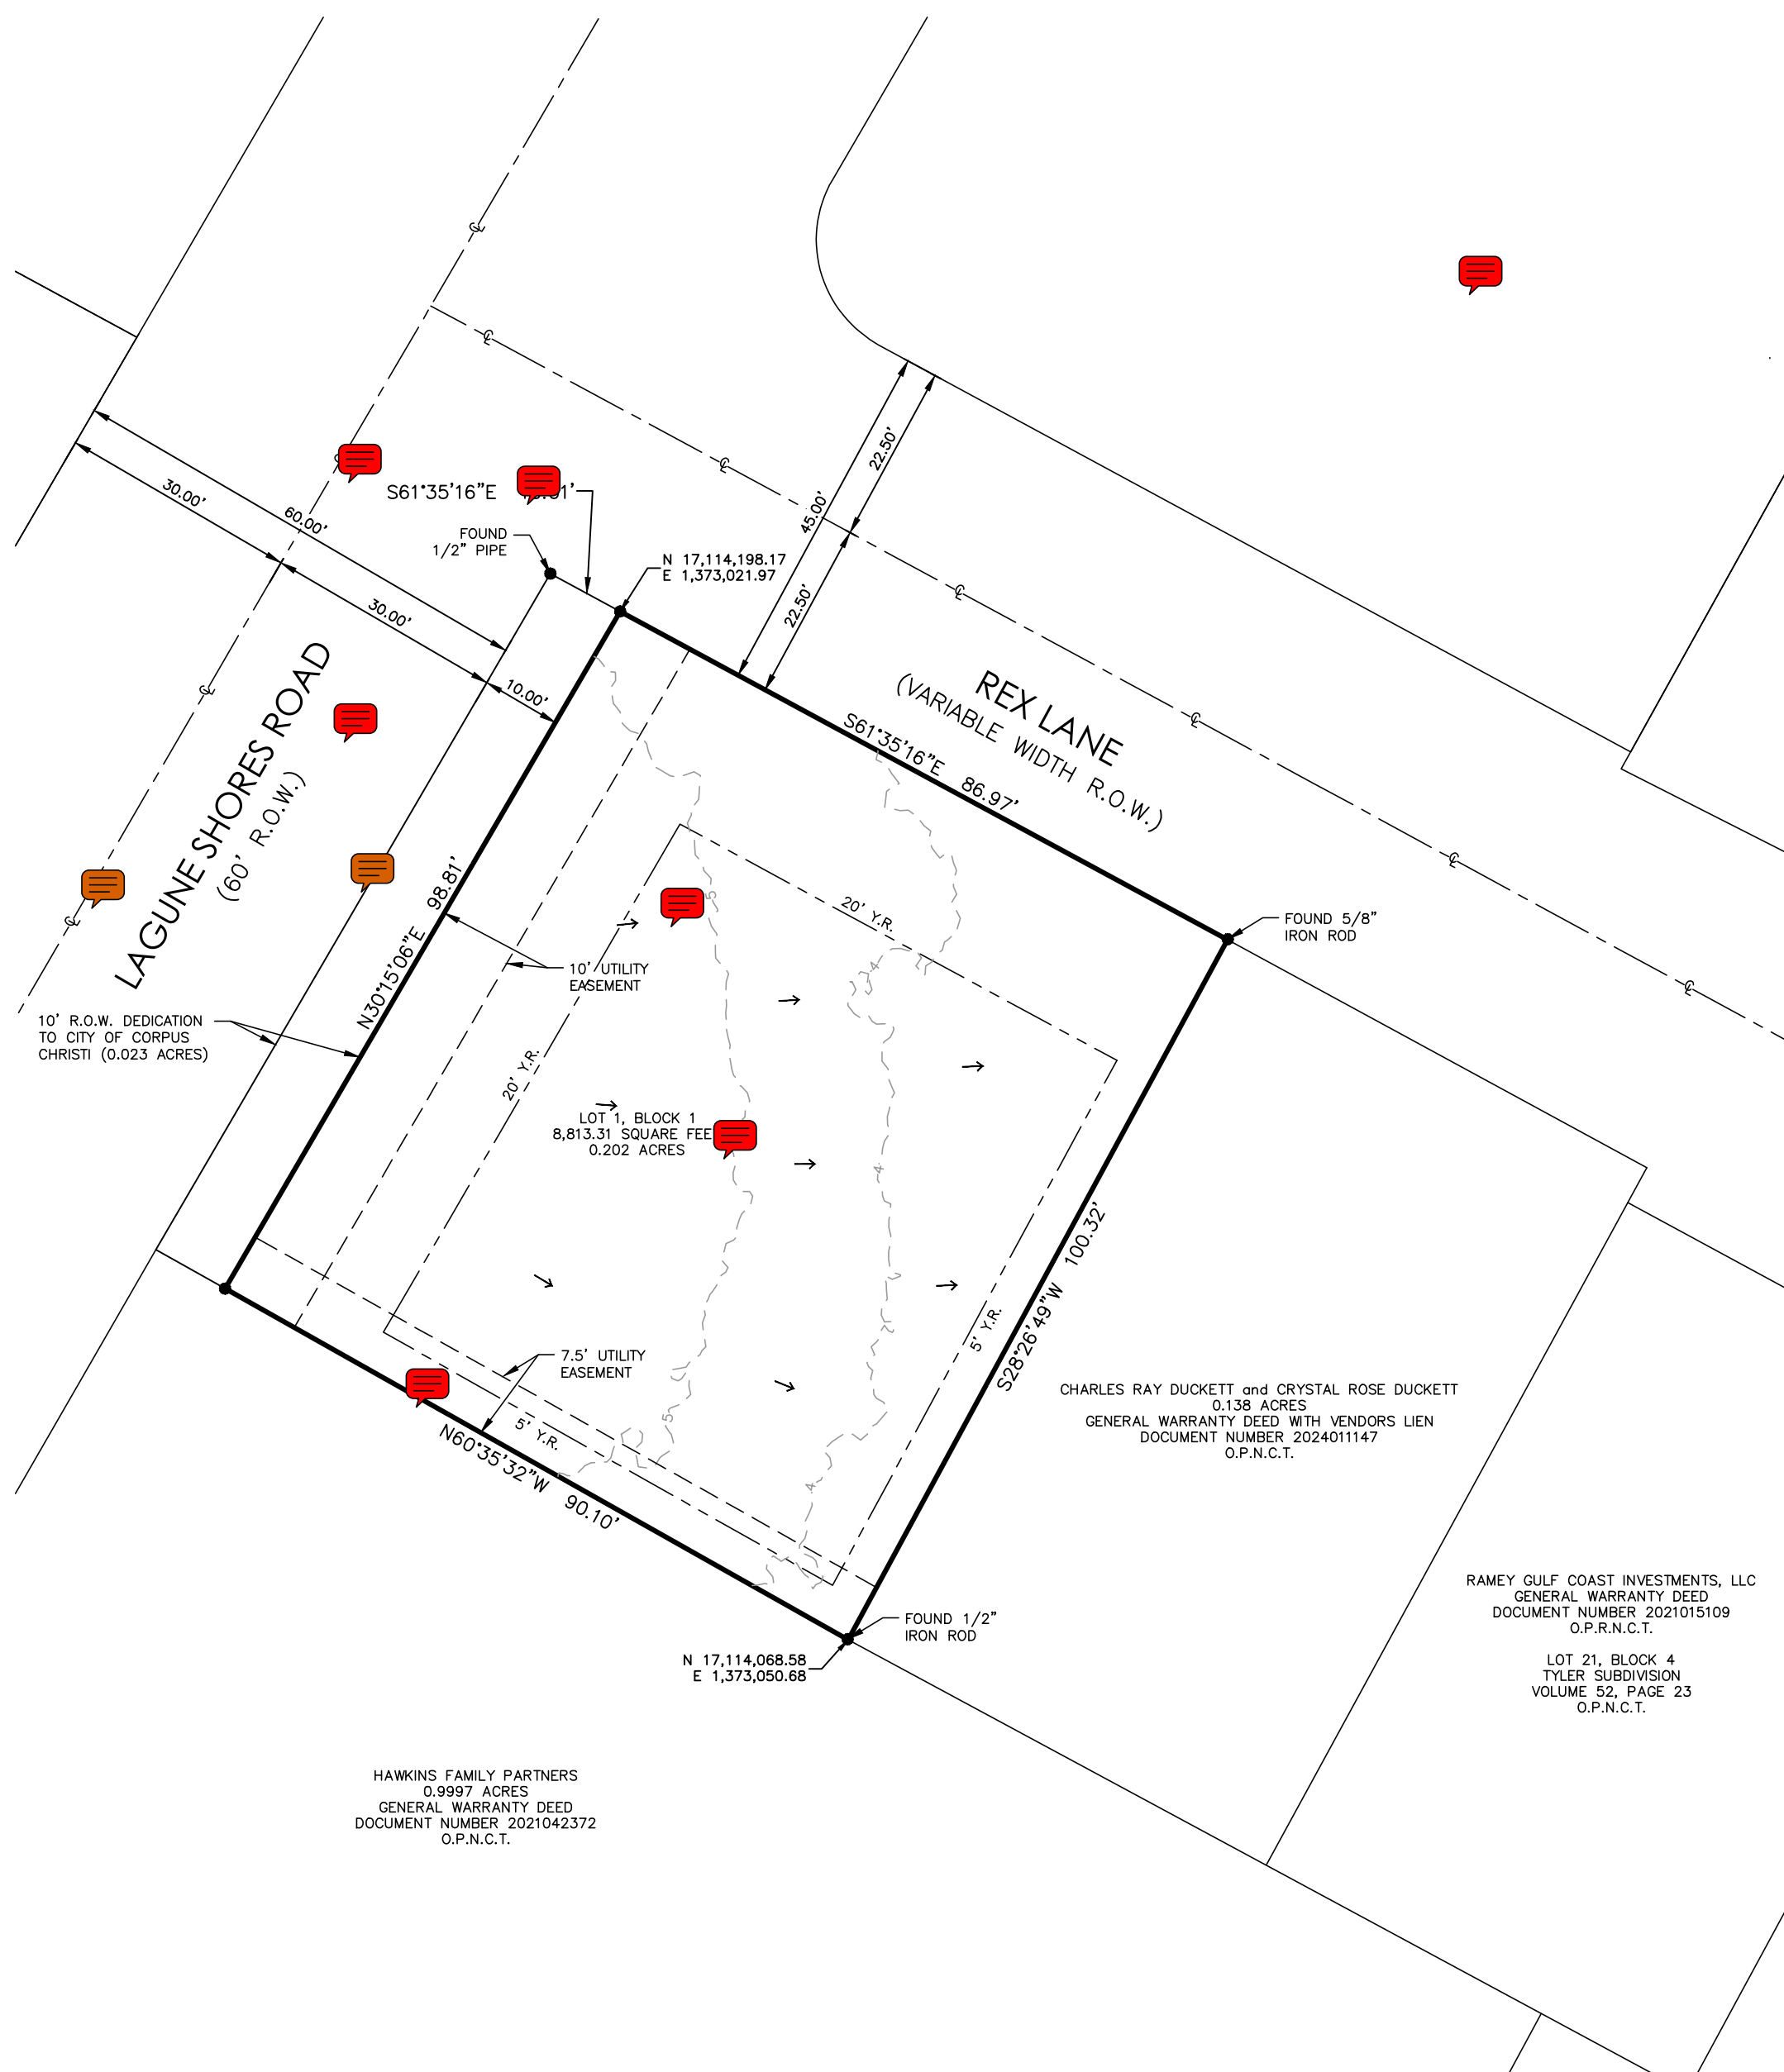 30.00'
60.00'
30.00'
10.00'
S61°35'16"E
FOUND
1/2" PIPE
N 17,114,198.17
E 1,373,021.97
45.00'
22.50'
22.50'
REX LANE
(VARIABLE WIDTH R.O.W.)
S61°35'16"E 86.97'
LAGUNE SHORES ROAD
(60' R.O.W.)
N30°15'06"E 98.81'
10' R.O.W. DEDICATION
TO CITY OF CORPUS
CHRISTI (0.023 ACRES)
10' UTILITY
EASEMENT
20' Y.R.
20' Y.R.
5
4
FOUND 5/8"
IRON ROD
LOT 1, BLOCK 1
8,813.31 SQUARE FEE
0.202 ACRES
4
S28°26'49"W 100.32'
5' Y.R.
7.5' UTILITY
EASEMENT
5' Y.R.
5
4
N60°35'32"W 90.10'
CHARLES RAY DUCKETT and CRYSTAL ROSE DUCKETT
0.138 ACRES
GENERAL WARRANTY DEED WITH VENDORS LIEN
DOCUMENT NUMBER 2024011147
O.P.N.C.T.
FOUND 1/2"
IRON ROD
N 17,114,068.58
E 1,373,050.68
RAMEY GULF COAST INVESTMENTS, LLC
GENERAL WARRANTY DEED
DOCUMENT NUMBER 2021015109
O.P.R.N.C.T.
LOT 21, BLOCK 4
TYLER SUBDIVISION
VOLUME 52, PAGE 23
O.P.N.C.T.
HAWKINS FAMILY PARTNERS
0.9997 ACRES
GENERAL WARRANTY DEED
DOCUMENT NUMBER 2021042372
O.P.N.C.T.